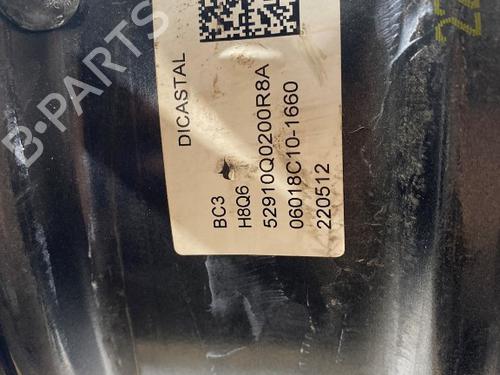 DICASTAL
BC3
H8Q6
52910Q0200R8A
06018C10-1660
220512
B-PARTS